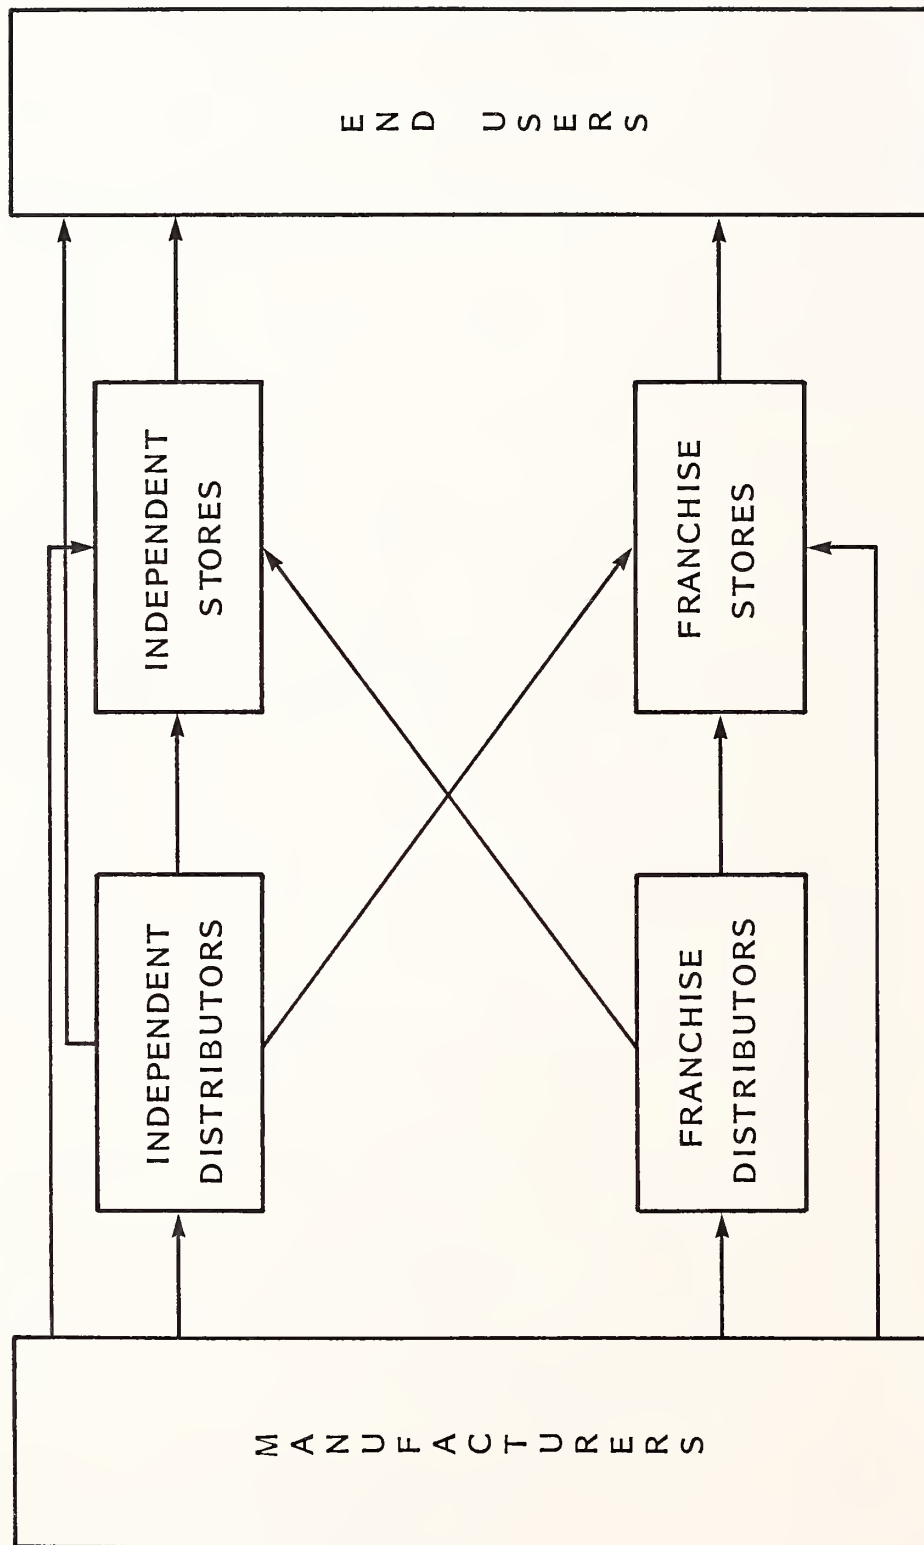 MANUFACTURERS
INDEPENDENT
DISTRIBUTORS
FRANCHISE
DISTRIBUTORS
INDEPENDENT
STORES
FRANCHISE
STORES
END USERS